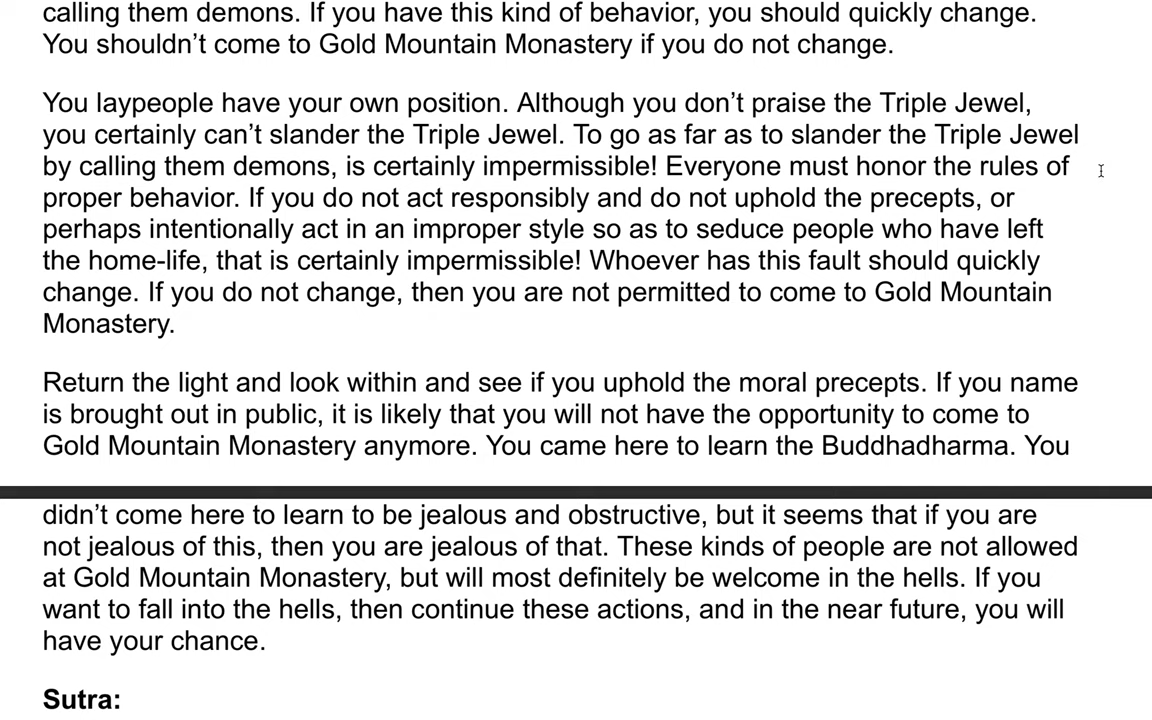 calling them demons. If you have this kind of behavior, you should quickly change.
You shouldn’t come to Gold Mountain Monastery if you do not change.
You laypeople have your own position. Although you don’t praise the Triple Jewel,
you certainly can’t slander the Triple Jewel. To go as far as to slander the Triple Jewel
by calling them demons, is certainly impermissible! Everyone must honor the rules of
proper behavior. If you do not act responsibly and do not uphold the precepts, or
perhaps intentionally act in an improper style so as to seduce people who have left
the home-life, that is certainly impermissible! Whoever has this fault should quickly
change. If you do not change, then you are not permitted to come to Gold Mountain
Monastery.
Return the light and look within and see if you uphold the moral precepts. If you name
is brought out in public, it is likely that you will not have the opportunity to come to
Gold Mountain Monastery anymore. You came here to learn the Buddhadharma. You
didn’t come here to learn to be jealous and obstructive, but it seems that if you are
not jealous of this, then you are jealous of that. These kinds of people are not allowed
at Gold Mountain Monastery, but will most definitely be welcome in the hells. If you
want to fall into the hells, then continue these actions, and in the near future, you will
have your chance.
Sutra: